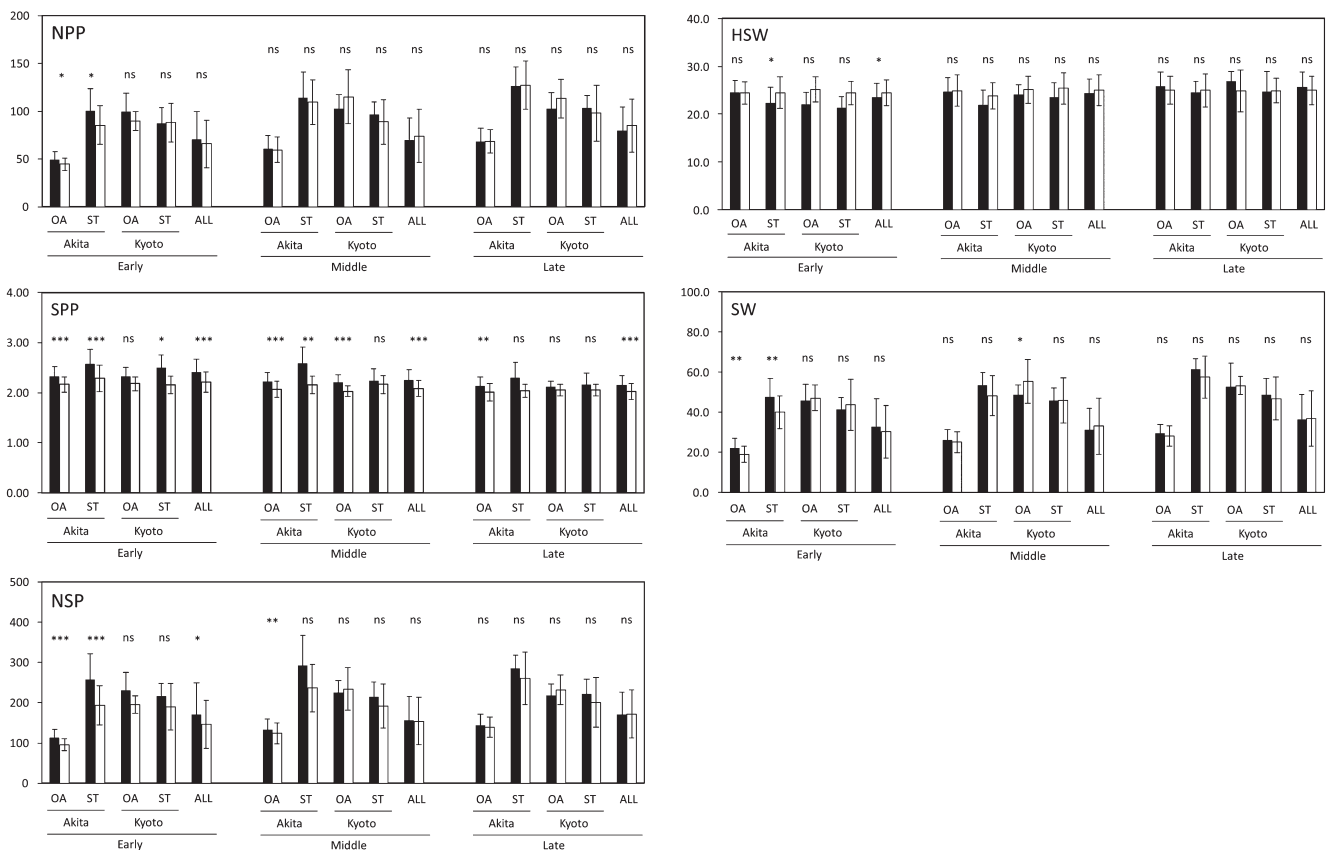 NPP
200
150
100
50
0
* * ns ns ns ns ns ns ns ns ns ns ns ns ns
OA ST OA ST ALL OA ST OA ST ALL OA ST OA ST ALL
Akita Kyoto Akita Kyoto Akita Kyoto
Early Middle Late
HSW
40.0
30.0
20.0
10.0
0.0
ns * ns ns * ns ns ns ns ns ns ns ns ns ns
OA ST OA ST ALL OA ST OA ST ALL OA ST OA ST ALL
Akita Kyoto Akita Kyoto Akita Kyoto
Early Middle Late
SPP
4.00
3.00
2.00
1.00
0.00
*** *** ns * *** *** ** *** ns *** ** ns ns ns ***
OA ST OA ST ALL OA ST OA ST ALL OA ST OA ST ALL
Akita Kyoto Akita Kyoto Akita Kyoto
Early Middle Late
SW
100.0
80.0
60.0
40.0
20.0
0.0
** ** ns ns ns ns ns * ns ns ns ns ns ns ns
OA ST OA ST ALL OA ST OA ST ALL OA ST OA ST ALL
Akita Kyoto Akita Kyoto Akita Kyoto
Early Middle Late
NSP
500
400
300
200
100
0
*** *** ns ns * ** ns ns ns ns ns ns ns ns ns
OA ST OA ST ALL OA ST OA ST ALL OA ST OA ST ALL
Akita Kyoto Akita Kyoto Akita Kyoto
Early Middle Late